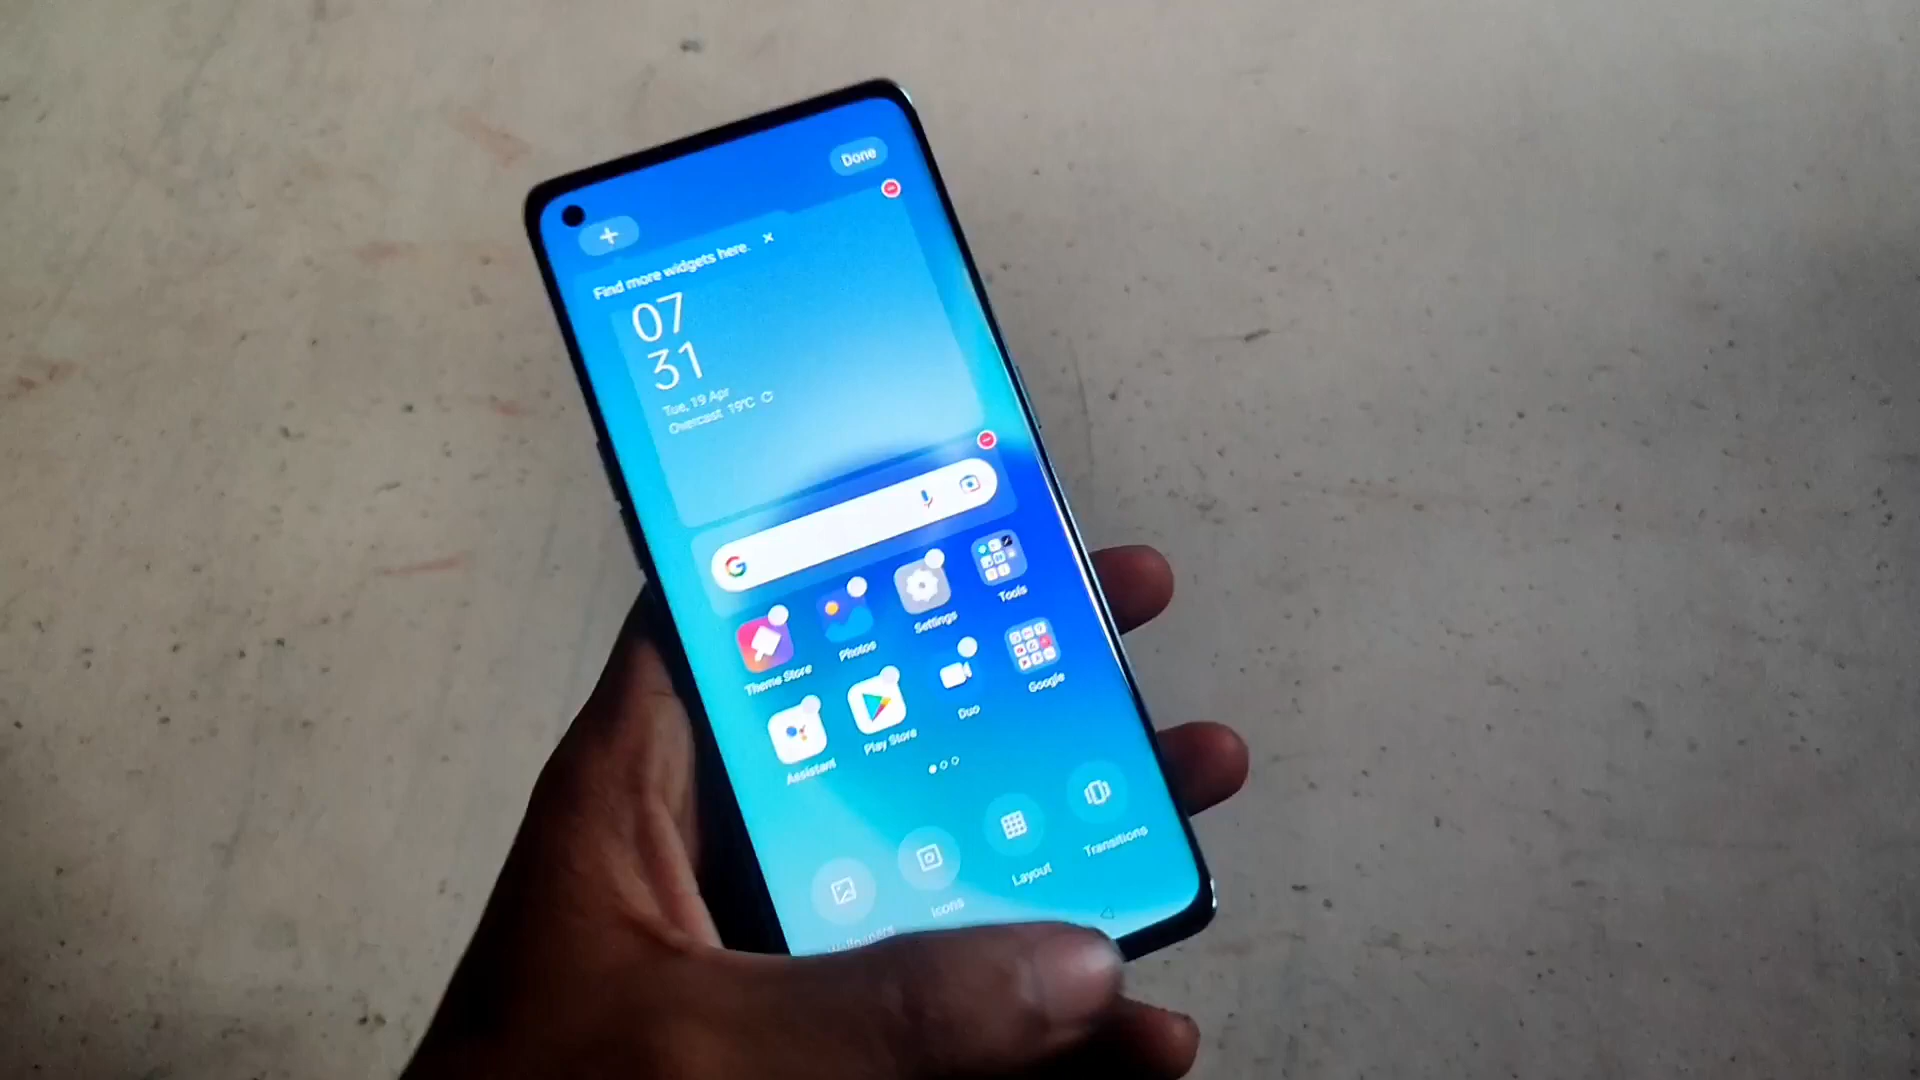 Done
Find more widgets here.
07
31
Tue, 19 Apr
Overcast 19°C
Theme Store
Photos
Settings
Tools
Assistant
Play Store
Duo
Google
Wallpapers
Icons
Layout
Transitions